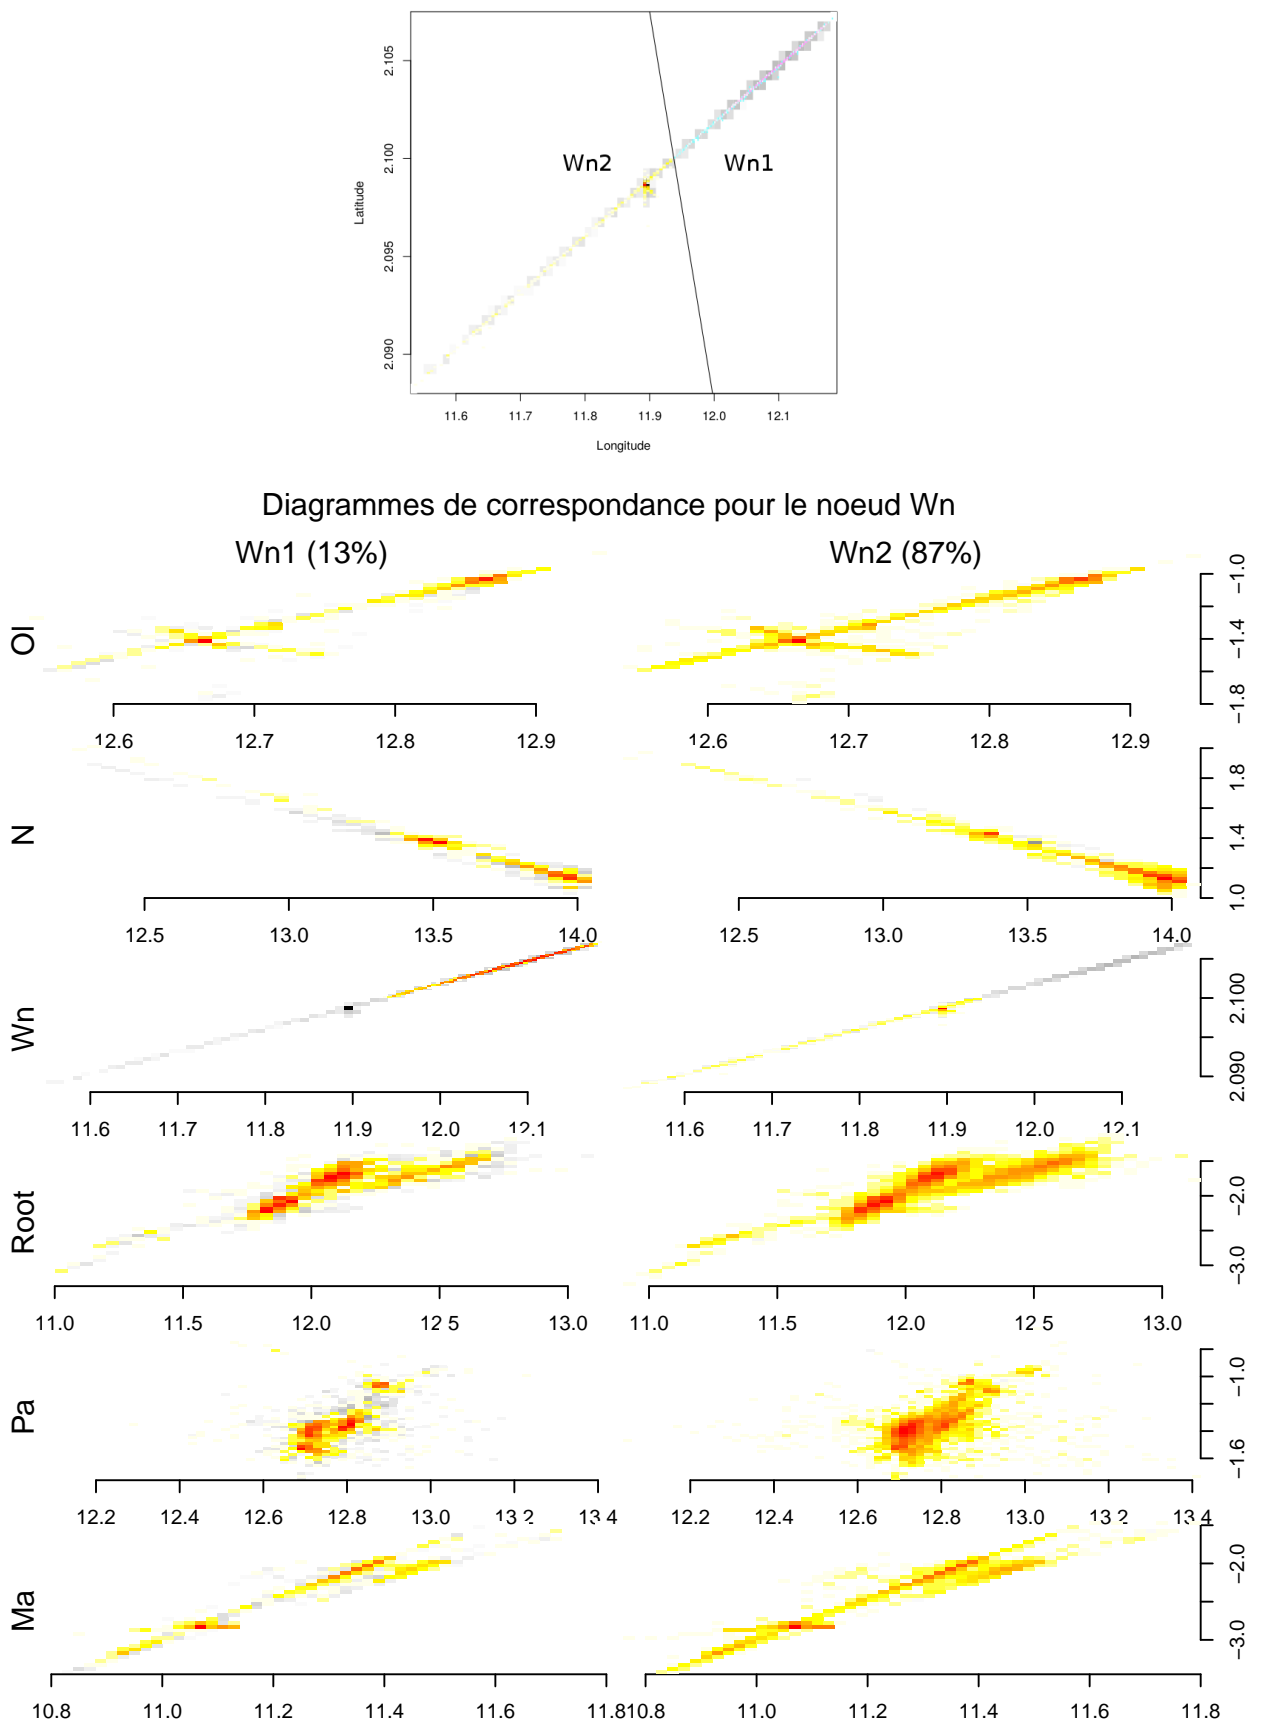 2.105
2.100
2.095
2.090
Latitude
Wn2
Wn1
11.6 11.7 11.8 11.9 12.0 12.1
Longitude
Diagrammes de correspondance pour le noeud Wn
Wn1 (13%) Wn2 (87%)
Ol
−1.0
−1.4
−1.8
12.6 12.7 12.8 12.9 12.6 12.7 12.8 12.9
N
1.8
1.4
1.0
12.5 13.0 13.5 14.0 12.5 13.0 13.5 14.0
Wn
2.100
2.090
11.6 11.7 11.8 11.9 12.0 12.1 11.6 11.7 11.8 11.9 12.0 12.1
Root
−2.0
−3.0
11.0 11.5 12.0 12 5 13.0 11.0 11.5 12.0 12 5 13.0
Pa
−1.0
−1.6
12.2 12.4 12.6 12.8 13.0 13 2 13 4 12.2 12.4 12.6 12.8 13.0 13 2 13 4
Ma
−2.0
−3.0
10.8 11.0 11.2 11.4 11.6 11.8 10.8 11.0 11.2 11.4 11.6 11.8